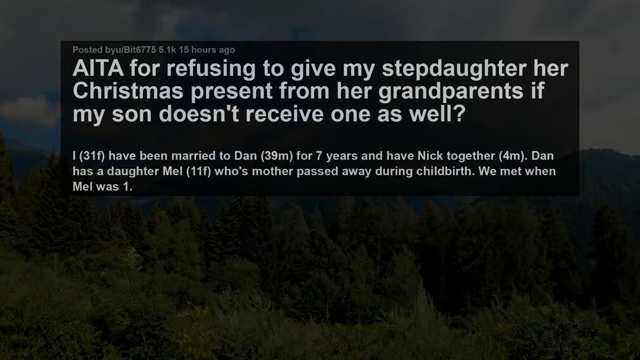 Posted byu/Bit6775 5.1k 15 hours ago
AITA for refusing to give my stepdaughter her
Christmas present from her grandparents if
my son doesn't receive one as well?
I (31f) have been married to Dan (39m) for 7 years and have Nick together (4m). Dan
has a daughter Mel (11f) who's mother passed away during childbirth. We met when
Mel was 1.